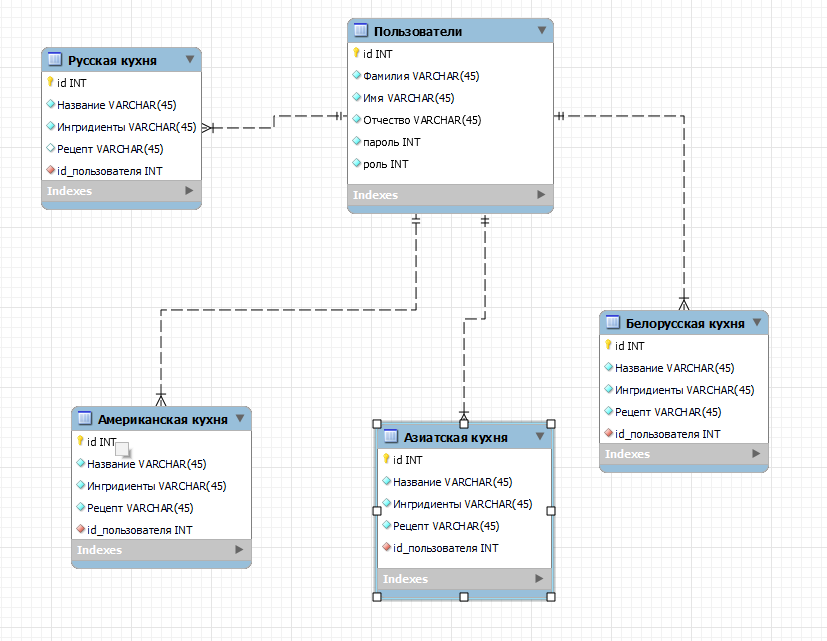 Русская кухня
id INT
Название VARCHAR(45)
Ингридиенты VARCHAR(45)
Рецепт VARCHAR(45)
id_пользователя INT
Indexes
Пользователи
id INT
Фамилия VARCHAR(45)
Имя VARCHAR(45)
Отчество VARCHAR(45)
пароль INT
роль INT
Indexes
Белорусская кухня
id INT
Название VARCHAR(45)
Ингридиенты VARCHAR(45)
Рецепт VARCHAR(45)
id_пользователя INT
Indexes
Американская кухня
id INT
Название VARCHAR(45)
Ингридиенты VARCHAR(45)
Рецепт VARCHAR(45)
id_пользователя INT
Indexes
Азиатская кухня
id INT
Название VARCHAR(45)
Ингридиенты VARCHAR(45)
Рецепт VARCHAR(45)
id_пользователя INT
Indexes